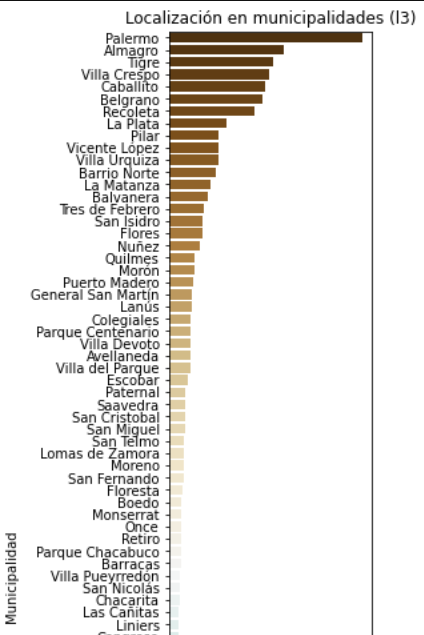 Localización en municipalidades (l3)
Palermo
Almagro
Tigre
Villa Crespo
Caballito
Belgrano
Recoleta
La Plata
Pilar
Vicente López
Villa Urquiza
Barrio Norte
La Matanza
Balvanera
Tres de Febrero
San Isidro
Flores
Nuñez
Quilmes
Morón
Puerto Madero
General San Martín
Lanús
Colegiales
Parque Centenario
Villa Devoto
Avellaneda
Villa del Parque
Escobar
Paternal
Saavedra
San Cristobal
San Miguel
San Telmo
Lomas de Zamora
Moreno
San Fernando
Floresta
Boedo
Monserrat
Once
Retiro
Parque Chacabuco
Barracas
Villa Pueyrredón
San Nicolás
Chacarita
Las Cañitas
Liniers
Municipalidad